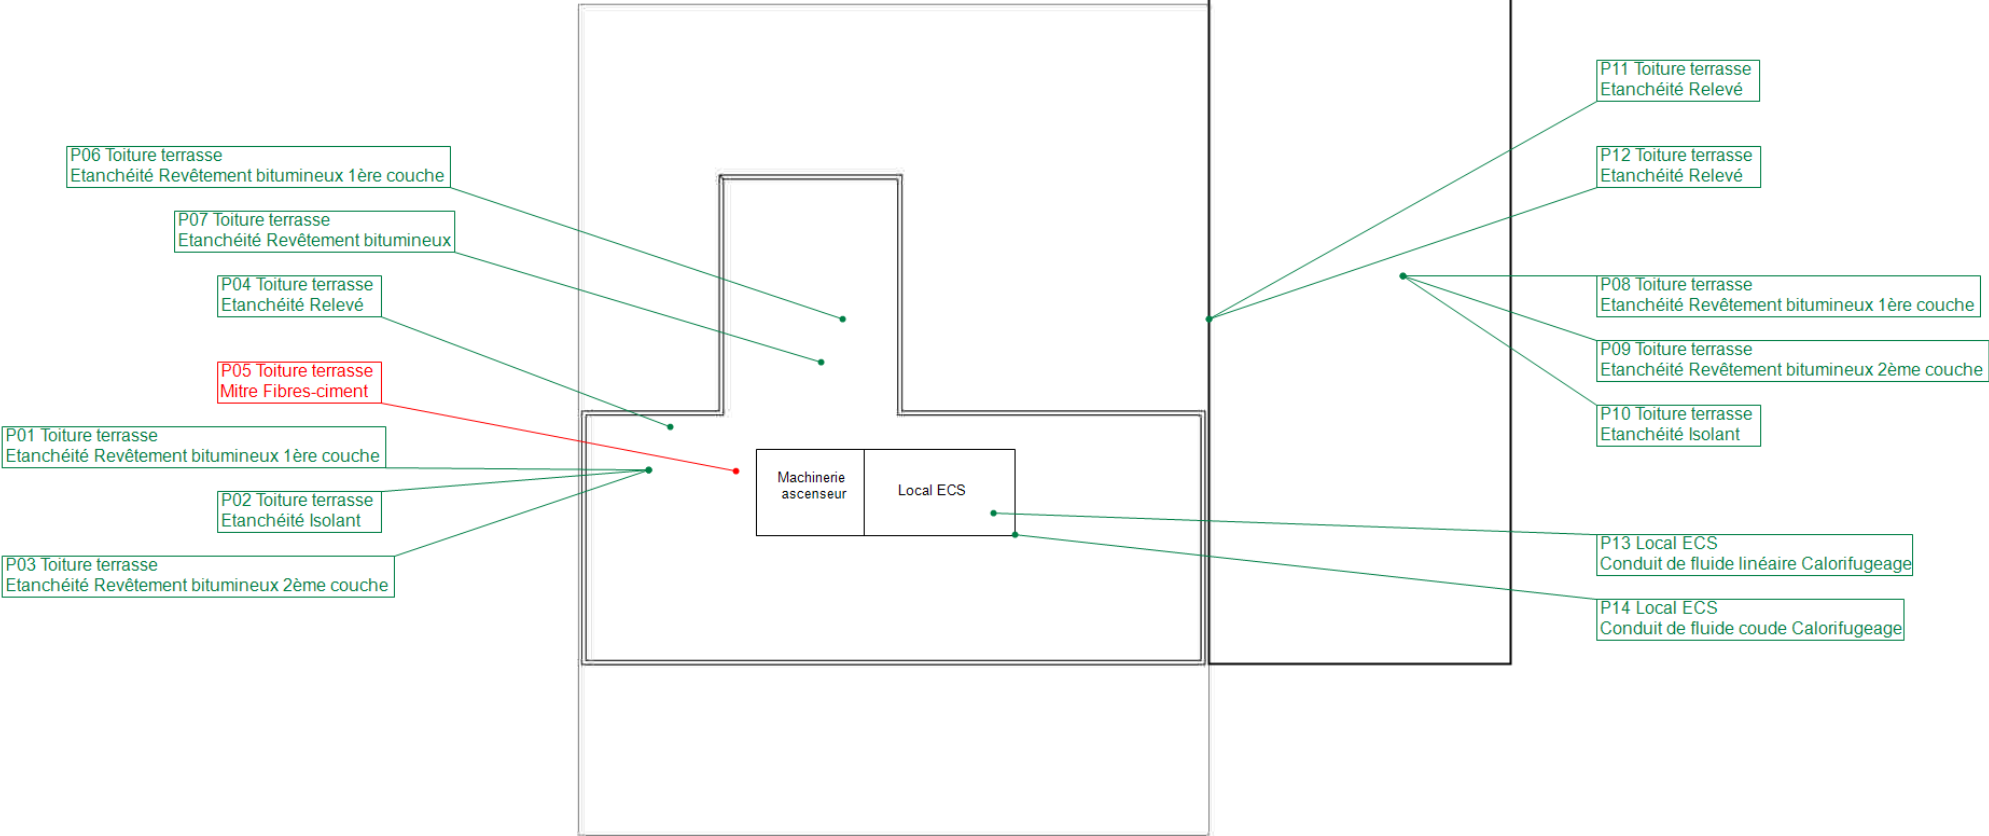 P06 Toiture terrasse
Etanchéité Revêtement bitumineux 1ère couche
P07 Toiture terrasse
Etanchéité Revêtement bitumineux
P04 Toiture terrasse
Etanchéité Relevé
P05 Toiture terrasse
Mitre Fibres-ciment
P01 Toiture terrasse
Etanchéité Revêtement bitumineux 1ère couche
P02 Toiture terrasse
Etanchéité Isolant
P03 Toiture terrasse
Etanchéité Revêtement bitumineux 2ème couche
Machinerie
ascenseur
Local ECS
P11 Toiture terrasse
Etanchéité Relevé
P12 Toiture terrasse
Etanchéité Relevé
P08 Toiture terrasse
Etanchéité Revêtement bitumineux 1ère couche
P09 Toiture terrasse
Etanchéité Revêtement bitumineux 2ème couche
P10 Toiture terrasse
Etanchéité Isolant
P13 Local ECS
Conduit de fluide linéaire Calorifugeage
P14 Local ECS
Conduit de fluide coude Calorifugeage